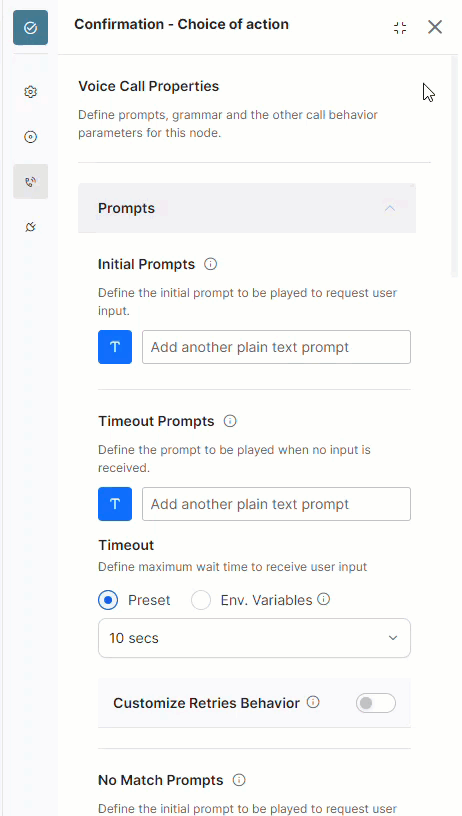 Confirmation - Choice of action
Voice Call Properties
Define prompts, grammar and the other call behavior
parameters for this node.
Prompts
Initial Prompts
Define the initial prompt to be played to request user
input.
T
Add another plain text prompt
Timeout Prompts
Define the prompt to be played when no input is
received.
T
Add another plain text prompt
Timeout
Define maximum wait time to receive user input
Preset
Env. Variables
10 secs
Customize Retries Behavior
No Match Prompts
Define the initial prompt to be played to request user